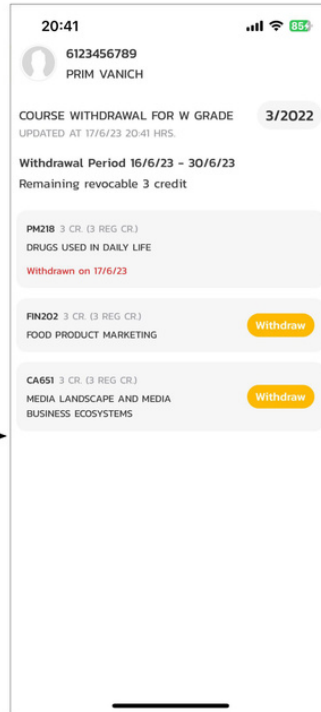 20:41
85
6123456789
PRIM VANICH
COURSE WITHDRAWAL FOR W GRADE
3/2022
UPDATED AT 17/6/23 20:41 HRS.
Withdrawal Period 16/6/23 - 30/6/23
Remaining revocable 3 credit
PM218 3 CR. (3 REG CR.)
DRUGS USED IN DAILY LIFE
Withdrawn on 17/6/23
FIN202 3 CR. (3 REG CR.)
FOOD PRODUCT MARKETING
Withdraw
CA651 3 CR. (3 REG CR.)
MEDIA LANDSCAPE AND MEDIA
BUSINESS ECOSYSTEMS
Withdraw